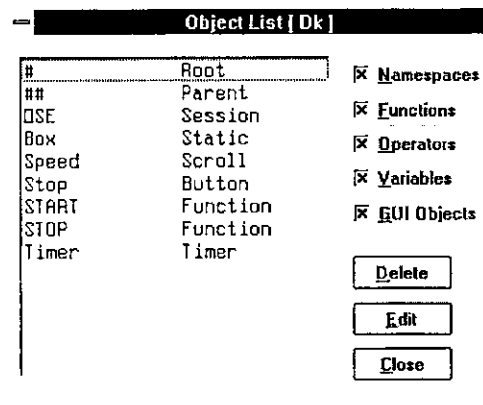 Object List [ Dk ]
# Root
## Parent
⎕SE Session
Box Static
Speed Scroll
Stop Button
START Function
STOP Function
Timer Timer
Namespaces
Functions
Operators
Variables
GUI Objects
Delete
Edit
Close